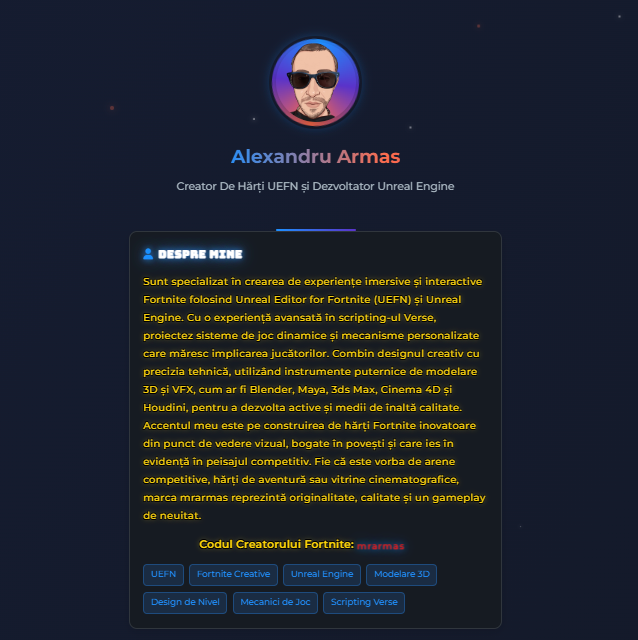 Alexandru Armas
Creator De Hărți UEFN și Dezvoltator Unreal Engine
DESPRE MINE
Sunt specializat în crearea de experiențe imersive și interactive
Fortnite folosind Unreal Editor for Fortnite (UEFN) și Unreal
Engine. Cu o experiență avansată în scripting-ul Verse,
proiectez sisteme de joc dinamice și mecanisme personalizate
care măresc implicarea jucătorilor. Combin designul creativ cu
precizia tehnică, utilizând instrumente puternice de modelare
3D și VFX, cum ar fi Blender, Maya, 3ds Max, Cinema 4D și
Houdini, pentru a dezvolta active și medii de înaltă calitate.
Accentul meu este pe construirea de hărți Fortnite inovatoare
din punct de vedere vizual, bogate în povești și care ies în
evidență în peisajul competitiv. Fie că este vorba de arene
competitive, hărți de aventură sau vitrine cinematografice,
marca mrarmas reprezintă originalitate, calitate și un gameplay
de neuitat.
Codul Creatorului Fortnite: mrarmas
UEFN Fortnite Creative Unreal Engine Modelare 3D
Design de Nivel Mecanici de Joc Scripting Verse